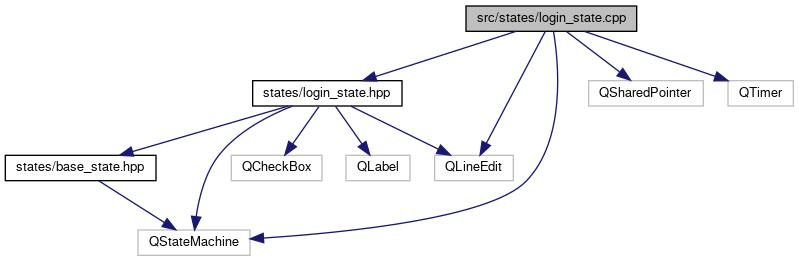 src/states/login_state.cpp
states/login_state.hpp
QSharedPointer
QTimer
states/base_state.hpp
QCheckBox
QLabel
QLineEdit
QStateMachine